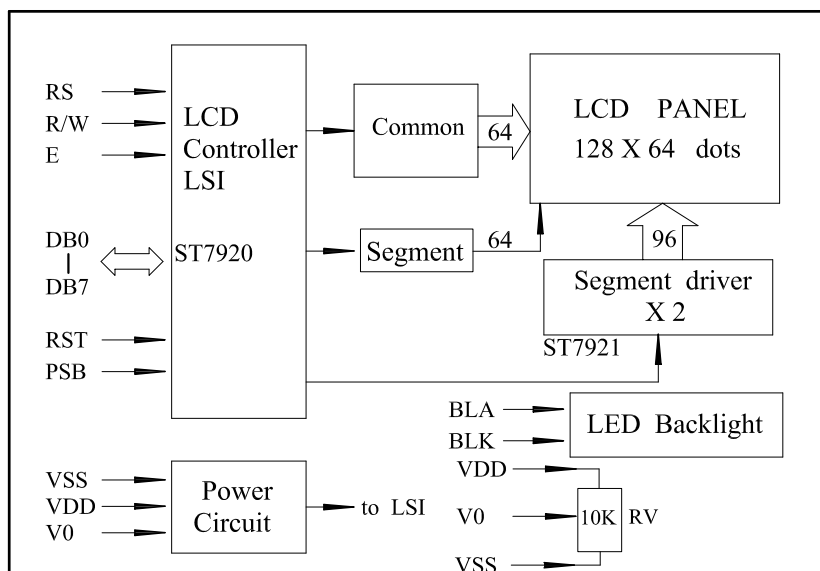 RS
R/W
E
DB0
DB7
RST
PSB
LCD
Controller
LSI
ST7920
Common
64
LCD PANEL
128 X 64 dots
Segment
64
96
Segment driver
X 2
ST7921
BLA
BLK
LED Backlight
VSS
VDD
V0
Power
Circuit
to LSI
VDD
V0
VSS
10K
RV